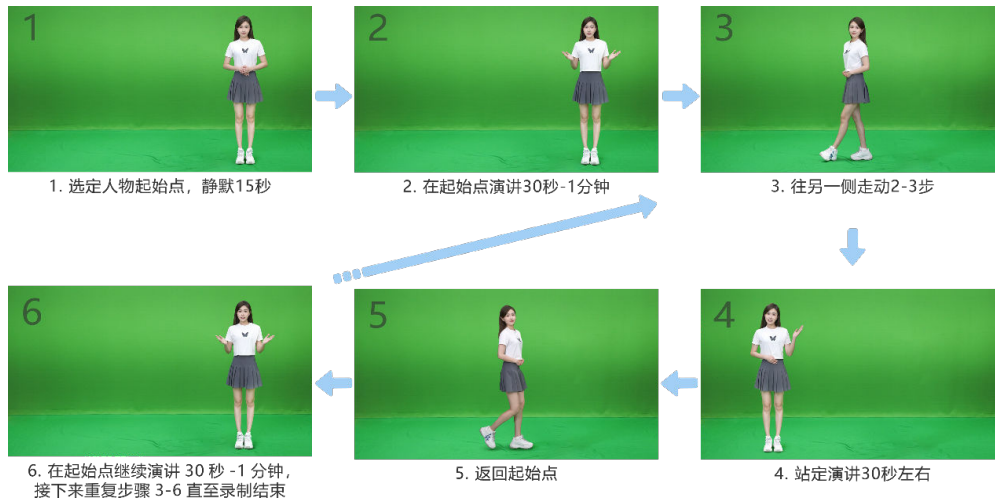 1
2
3
1. 选定人物起始点，静默15秒
2. 在起始点演讲30秒-1分钟
3. 往另一侧走动2-3步
6
5
4
6. 在起始点继续演讲 30 秒 -1 分钟，
接下来重复步骤 3-6 直至录制结束
5. 返回起始点
4. 站定演讲30秒左右